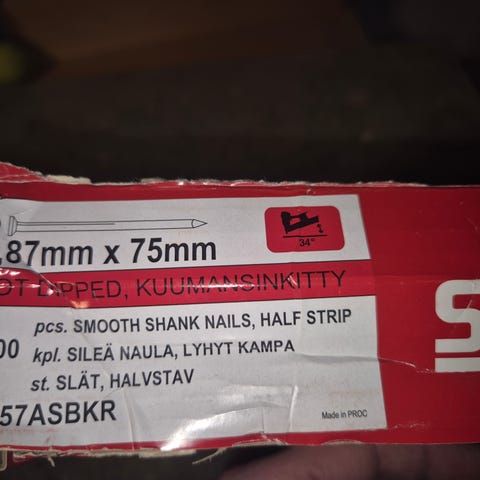 ,87mm x 75mm
34°
OT DIPPED, KUUMANSINKITTY
00 pcs. SMOOTH SHANK NAILS, HALF STRIP
kpl. SILEÄ NAULA, LYHYT KAMPA
st. SLÄT, HALVSTAV
57ASBKR
Made in PROC
S